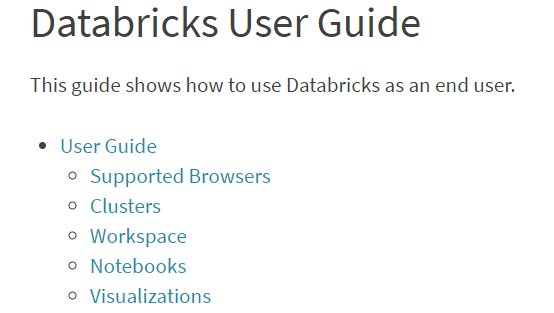 Databricks User Guide
This guide shows how to use Databricks as an end user.
User Guide
Supported Browsers
Clusters
Workspace
Notebooks
Visualizations